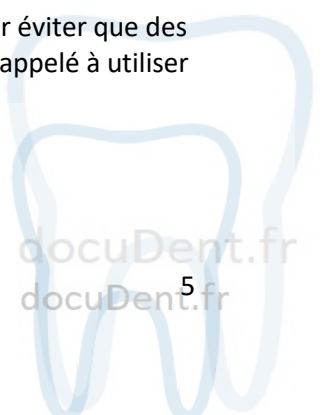 r éviter que des
appelé à utiliser
docuDent.fr
5
docuDent.fr